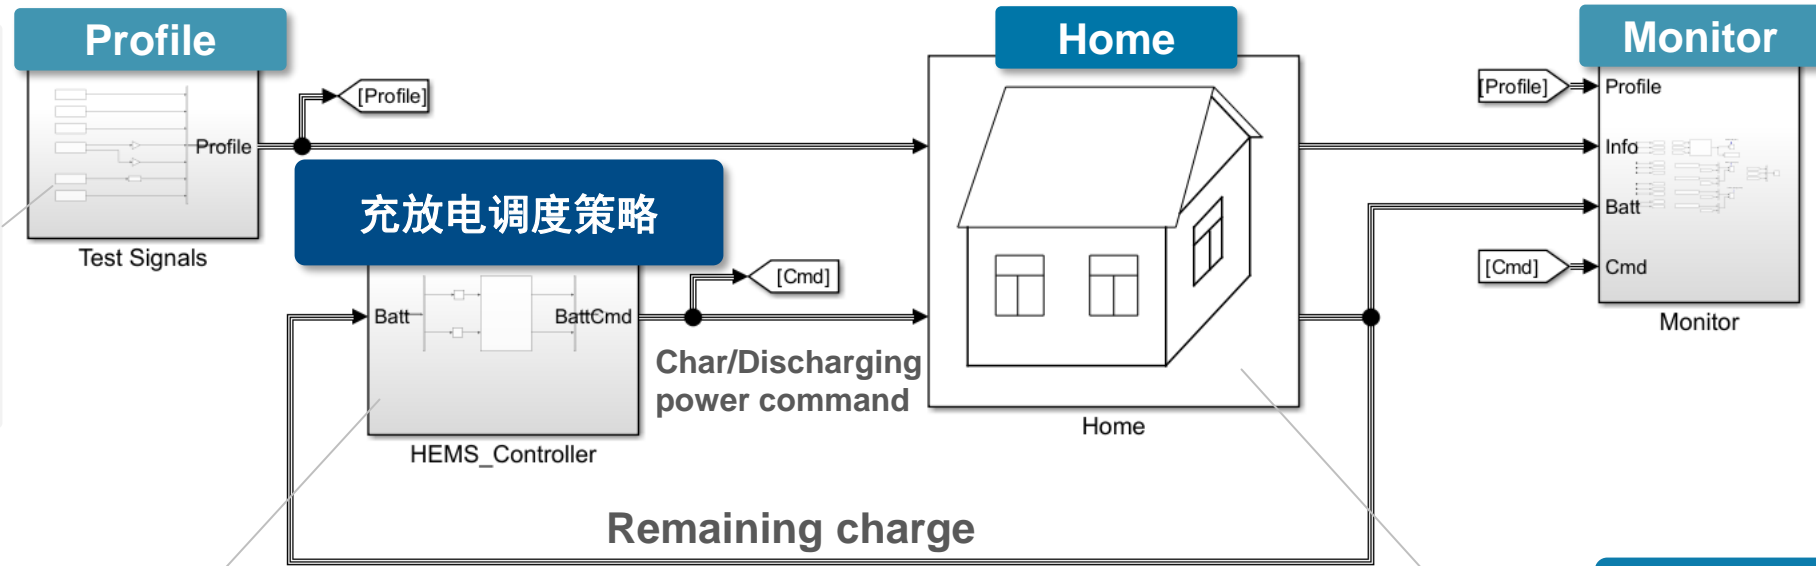 Profile
Home
Monitor
[Profile]
[Profile]
Profile
Profile
Info
充放电调度策略
Batt
Test Signals
[Cmd]
[Cmd]
Cmd
Batt
BattCmd
Monitor
Char/Discharging
power command
Home
HEMS_Controller
Remaining charge